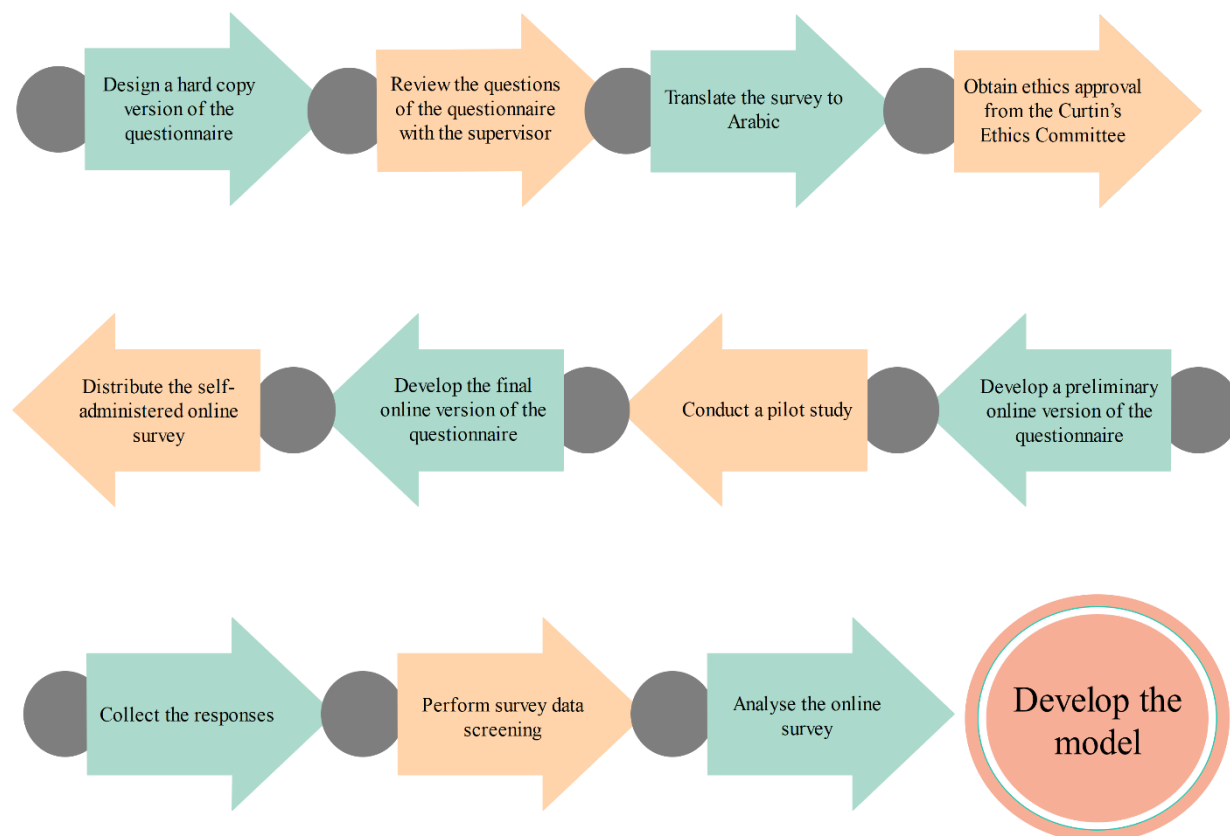 Design a hard copy
version of the
questionnaire
Review the questions
of the questionnaire
with the supervisor
Translate the survey to
Arabic
Obtain ethics approval
from the Curtin's
Ethics Committee
Develop a preliminary
online version of the
questionnaire
Conduct a pilot study
Develop the final
online version of the
questionnaire
Distribute the self-
administered online
survey
Collect the responses
Perform survey data
screening
Analyse the online
survey
Develop the
model